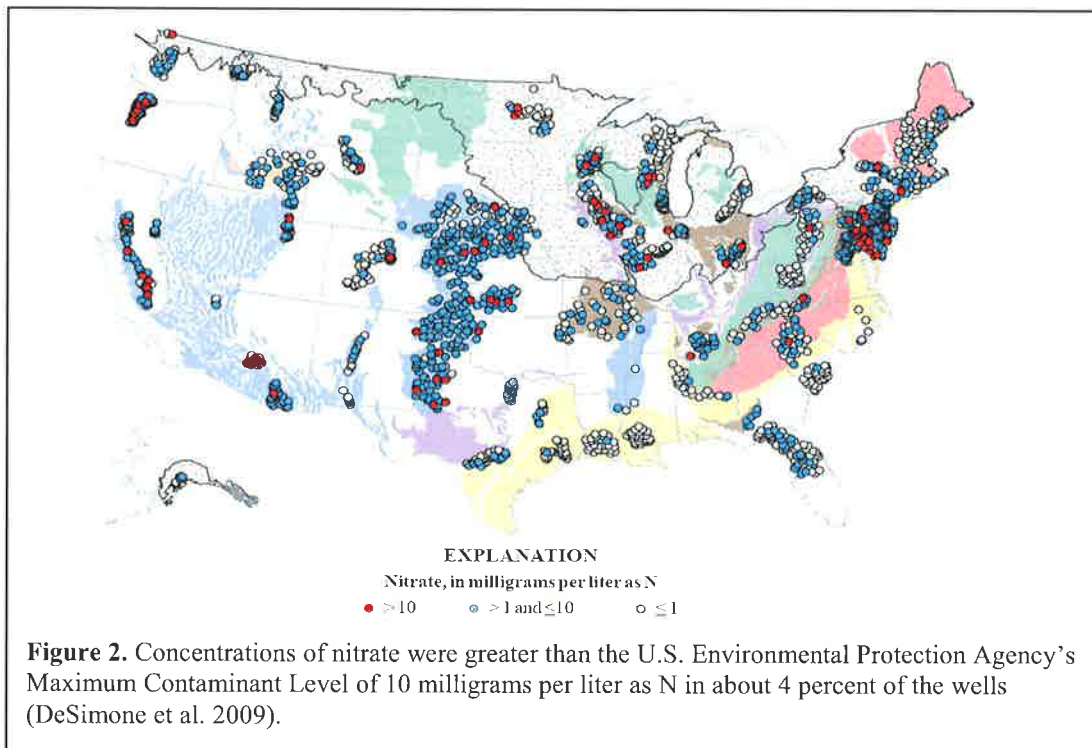 EXPLANATION
Nitrate, in milligrams per liter as N
>10 >1 and ≤10 ≤1
Figure 2. Concentrations of nitrate were greater than the U.S. Environmental Protection Agency's
Maximum Contaminant Level of 10 milligrams per liter as N in about 4 percent of the wells
(DeSimone et al. 2009).